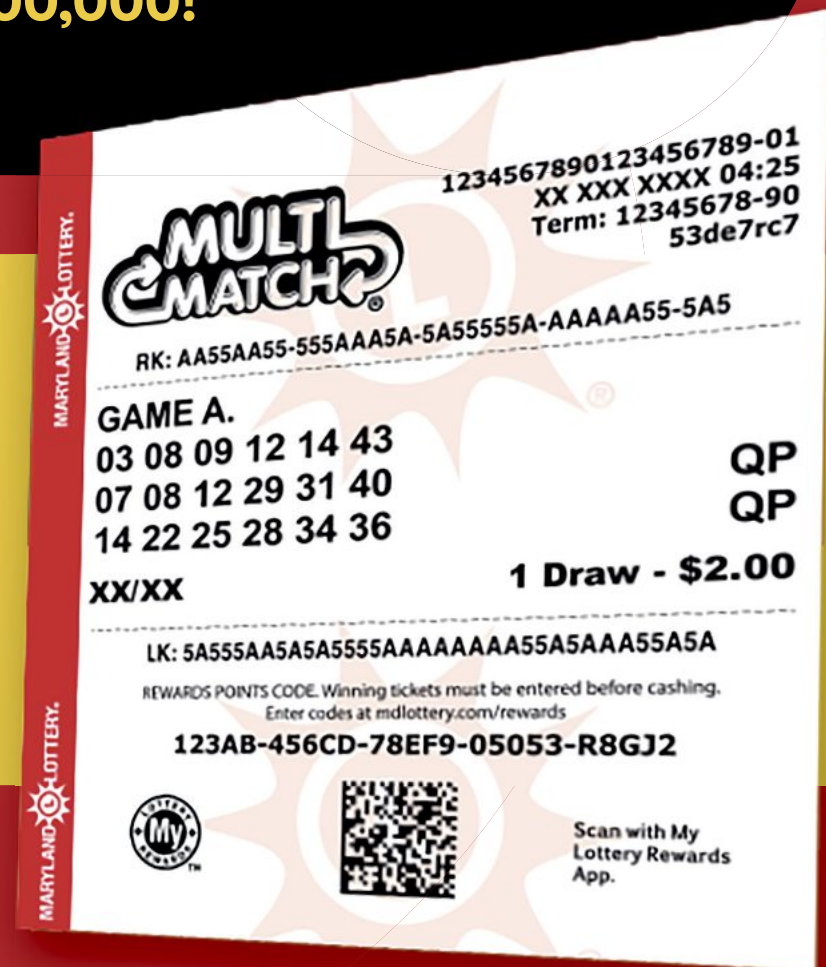 00,000!
1234567890123456789-01
XX XXX XXXX 04:25
Term: 12345678-90
53de7rc7
MULTI
MATCH®
RK: AA55AA55-555AAA5A-5A55555A-AAAAA55-5A5
L
®
GAME A.
03 08 09 12 14 43
07 08 12 29 31 40 QP
14 22 25 28 34 36 QP
XX/XX 1 Draw - $2.00
LK: 5A555AA5A5A5555AAAAAAAA55A5AAA55A5A
REWARDS POINTS CODE. Winning tickets must be entered before cashing.
Enter codes at mdlottery.com/rewards
123AB-456CD-78EF9-05053-R8GJ2
LOTTERY
My
REWARDS
™
Scan with My
Lottery Rewards
App.
MARYLAND LOTTERY.
MARYLAND LOTTERY.